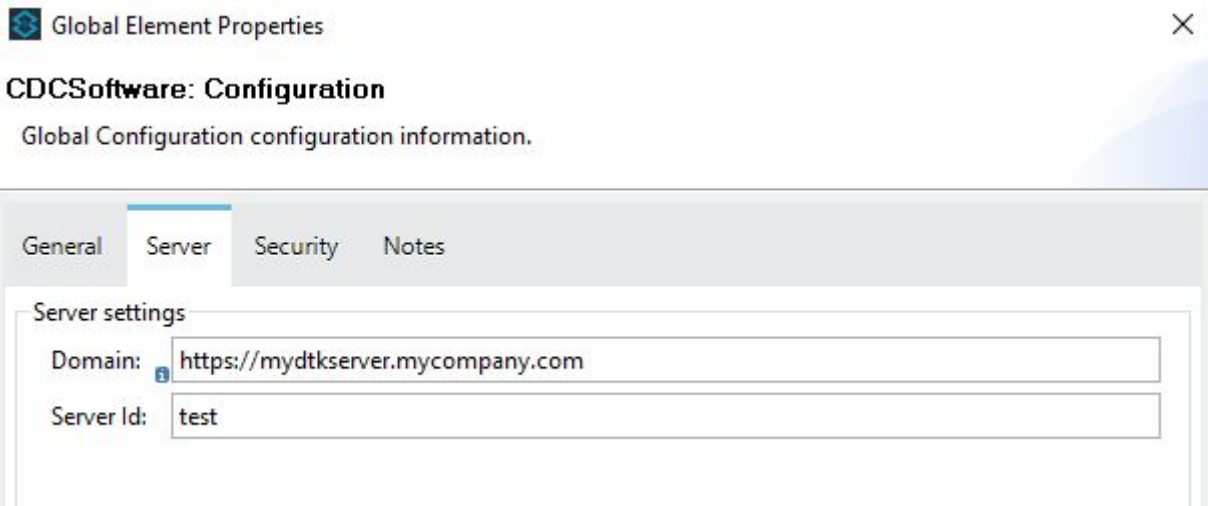 Global Element Properties
CDCSoftware: Configuration
Global Configuration configuration information.
General Server Security Notes
Server settings
Domain: https://mydtkserver.mycompany.com
Server Id: test